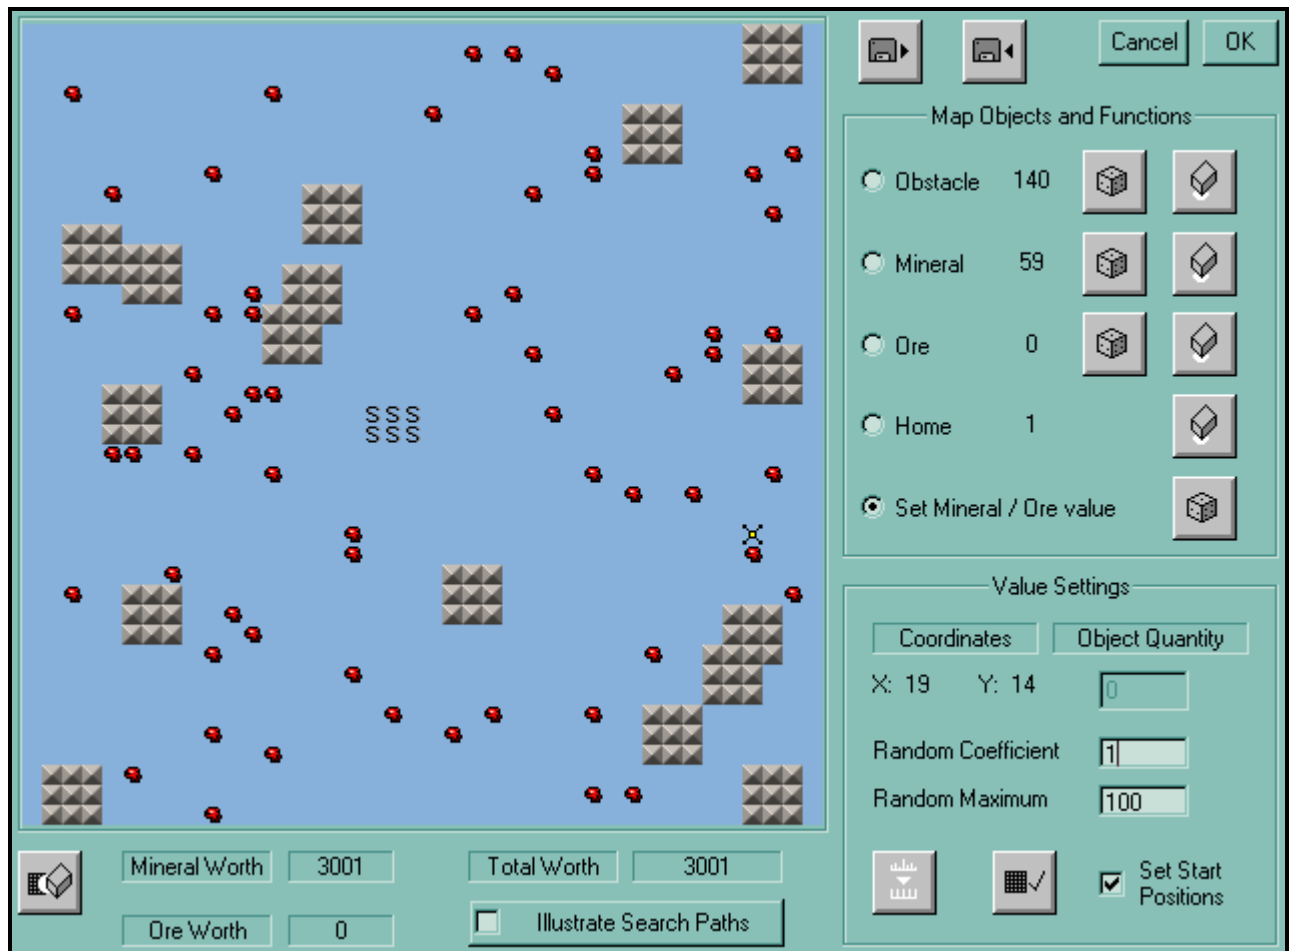 Cancel OK
Map Objects and Functions
Obstacle 140
Mineral 59
Ore 0
SSS
SSS
Home 1
Set Mineral / Ore value
Value Settings
Coordinates Object Quantity
X: 19 Y: 14 0
Random Coefficient 1
Random Maximum 100
Mineral Worth 3001 Total Worth 3001
Set Start
Positions
Ore Worth 0 Illustrate Search Paths